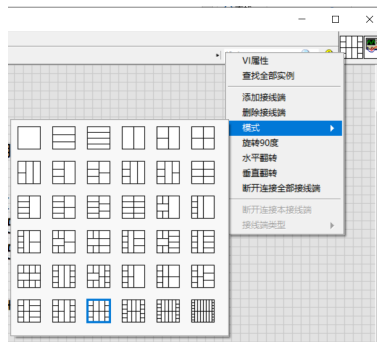 VI属性
查找全部实例
添加接线端
删除接线端
模式
旋转90度
水平翻转
垂直翻转
断开连接全部接线端
断开连接本接线端
接线端类型